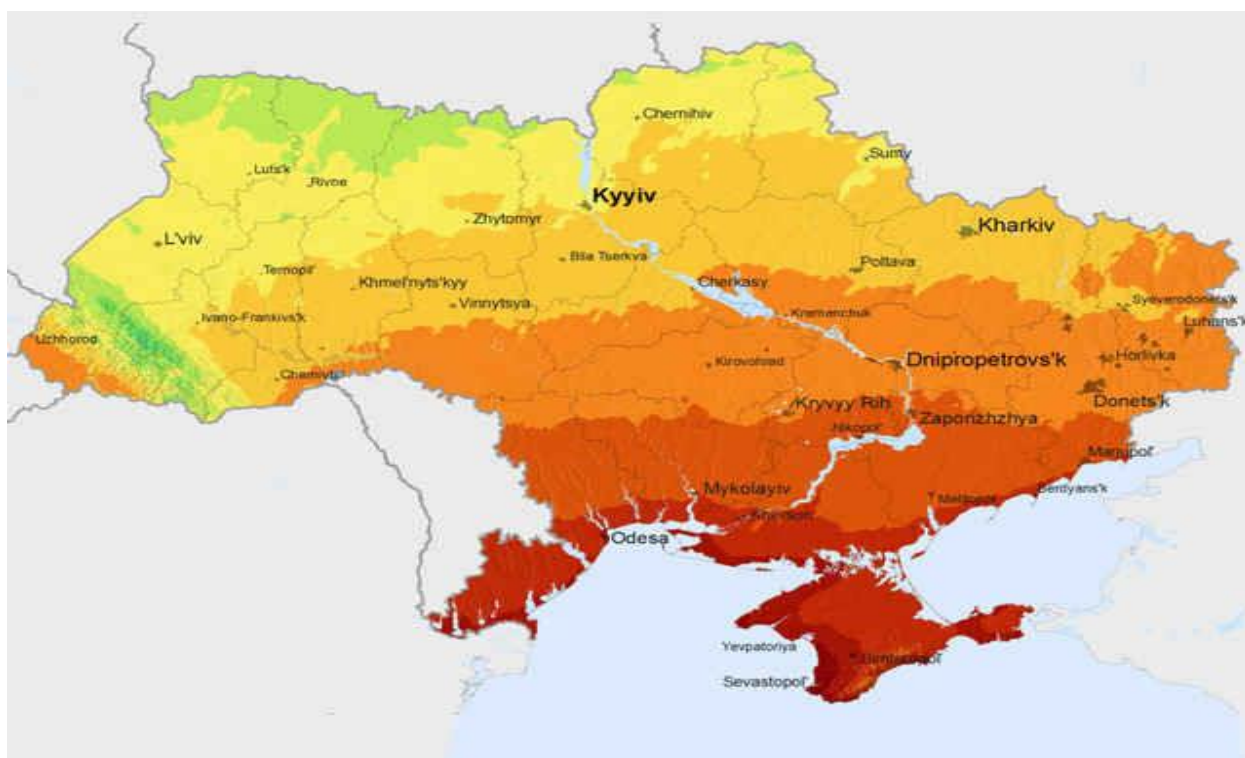 Chernihiv
Sumy
Luts'k
Rivne
Kyyiv
Zhytomyr
Kharkiv
L'viv
Bila Tserkva
Poltava
Ternopil'
Khmel'nyts'kyy
Cherkasy
Vinnytsya
Syeverodonets'k
Ivano-Frankivs'k
Kremenchuk
Luhans'k
Uzhhorod
Kirovohrad
Dnipropetrovs'k
Horlivka
Chernivtsi
Donets'k
Kryvyy Rih
Zaporizhzhya
Nikopol'
Mariupol'
Mykolayiv
Melitopol'
Berdyans'k
Kherson
Odesa
Yevpatoriya
Simferopol'
Sevastopol'